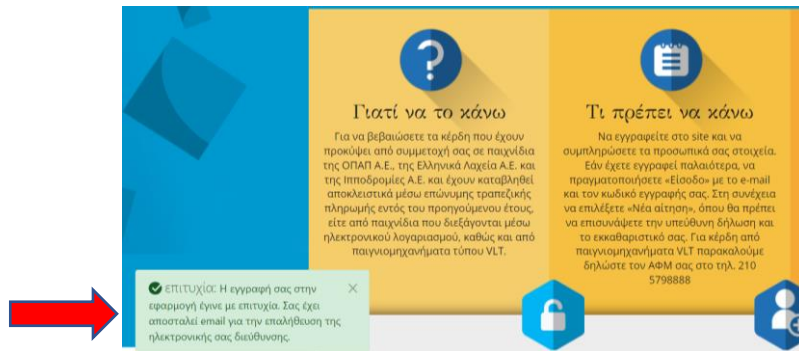 Γιατί να το κάνω
Για να βεβαιώσετε τα κέρδη που έχουν
προκύψει από συμμετοχή σας σε παιχνίδια
της ΟΠΑΠ Α.Ε., της Ελληνικά Λαχεία Α.Ε. και
της Ιπποδρομίες Α.Ε. και έχουν καταβληθεί
αποκλειστικά μέσω επώνυμης τραπεζικής
πληρωμής εντός του προηγούμενου έτους,
είτε από παιχνίδια που διεξάγονται μέσω
ηλεκτρονικού λογαριασμού, καθώς και από
παιγνιομηχανήματα τύπου VLT.
Τι πρέπει να κάνω
Να εγγραφείτε στο site και να
συμπληρώσετε τα προσωπικά σας στοιχεία.
Εάν έχετε εγγραφεί παλαιότερα, να
πραγματοποιήσετε «Είσοδο» με το e-mail
και τον κωδικό εγγραφής σας. Στη συνέχεια
να επιλέξετε «Νέα αίτηση», όπου θα πρέπει
να επισυνάψετε την υπεύθυνη δήλωση και
το εκκαθαριστικό σας. Για κέρδη από
παιγνιομηχανήματα VLT παρακαλούμε
δηλώστε τον ΑΦΜ σας στο τηλ. 210
5798888
επιτυχία: Η εγγραφή σας στην
εφαρμογή έγινε με επιτυχία. Σας έχει
αποσταλεί email για την επαλήθευση της
ηλεκτρονικής σας διεύθυνσης.